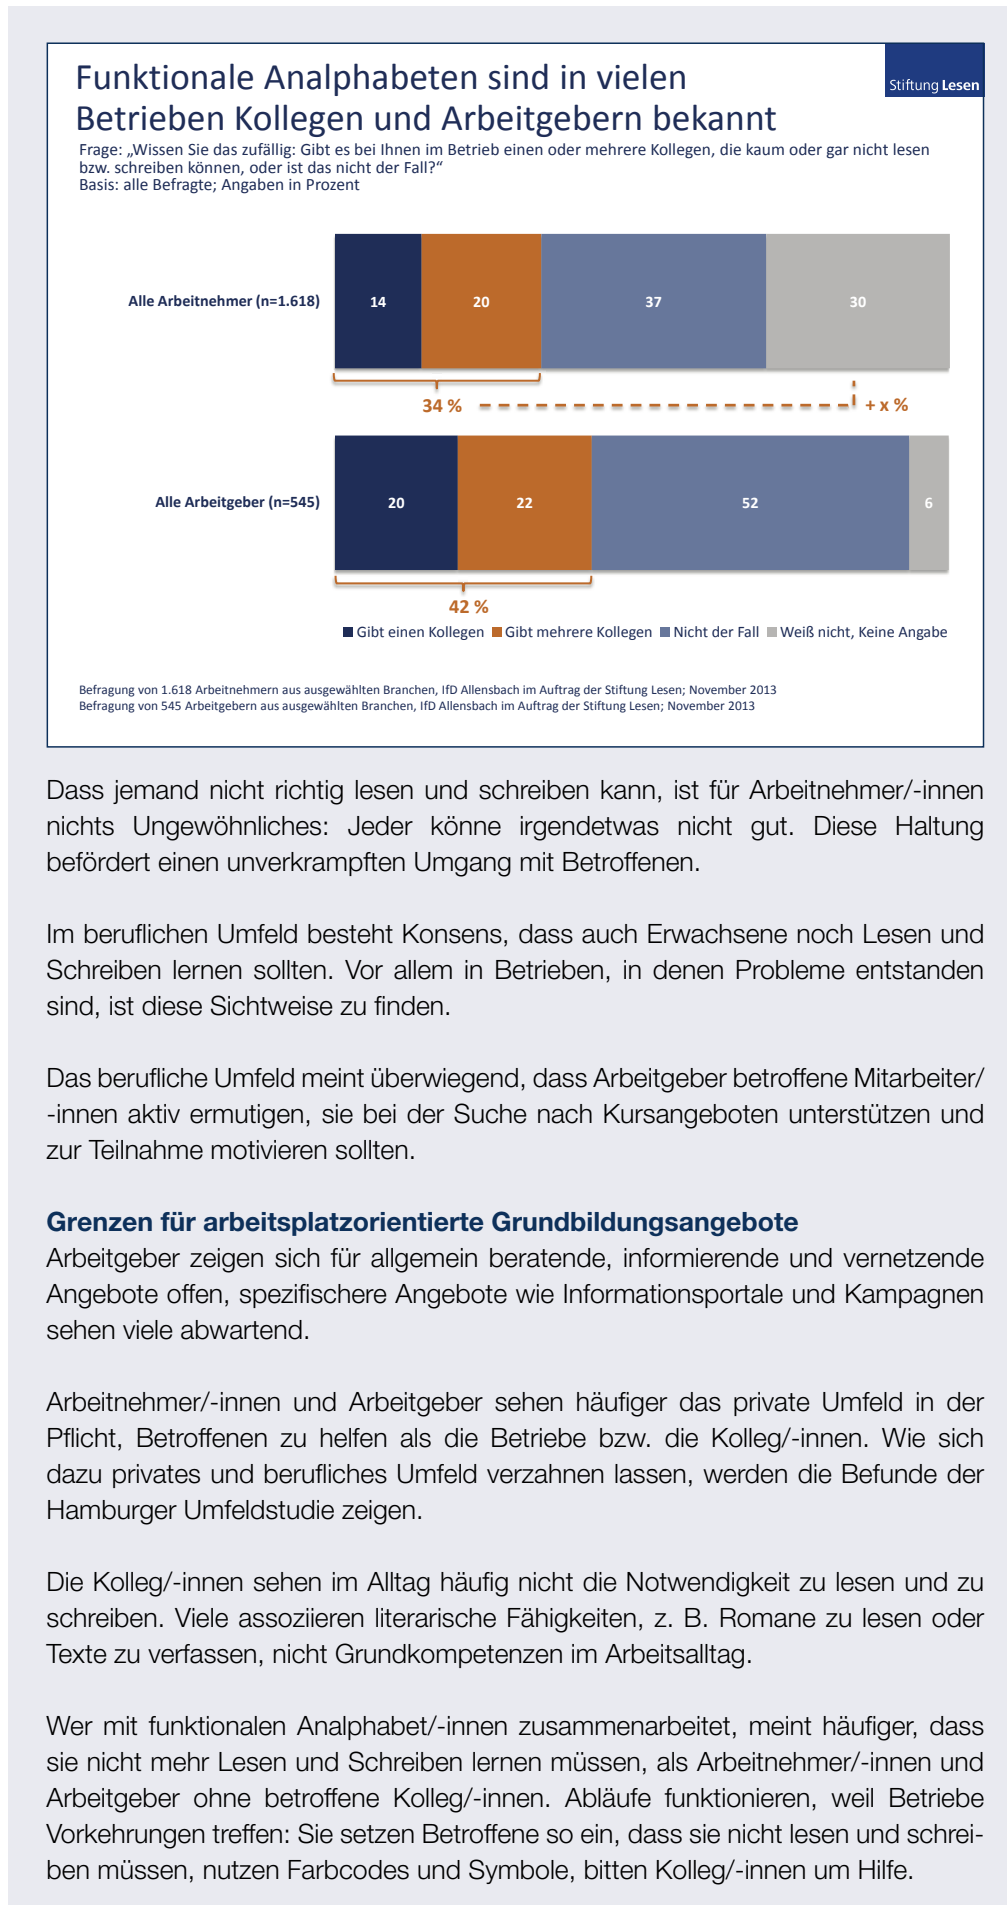 Funktionale Analphabeten sind in vielen
Betrieben Kollegen und Arbeitgebern bekannt
Stiftung Lesen
Frage: „Wissen Sie das zufällig: Gibt es bei Ihnen im Betrieb einen oder mehrere Kollegen, die kaum oder gar nicht lesen
bzw. schreiben können, oder ist das nicht der Fall?“
Basis: alle Befragte; Angaben in Prozent
Alle Arbeitnehmer (n=1.618)
14 20 37 30
34 % + x %
Alle Arbeitgeber (n=545)
20 22 52 6
42 %
Gibt einen Kollegen Gibt mehrere Kollegen Nicht der Fall Weiß nicht, Keine Angabe
Befragung von 1.618 Arbeitnehmern aus ausgewählten Branchen, IfD Allensbach im Auftrag der Stiftung Lesen; November 2013
Befragung von 545 Arbeitgebern aus ausgewählten Branchen, IfD Allensbach im Auftrag der Stiftung Lesen; November 2013
Dass jemand nicht richtig lesen und schreiben kann, ist für Arbeitnehmer/-innen
nichts Ungewöhnliches: Jeder könne irgendetwas nicht gut. Diese Haltung
befördert einen unverkrampften Umgang mit Betroffenen.
Im beruflichen Umfeld besteht Konsens, dass auch Erwachsene noch Lesen und
Schreiben lernen sollten. Vor allem in Betrieben, in denen Probleme entstanden
sind, ist diese Sichtweise zu finden.
Das berufliche Umfeld meint überwiegend, dass Arbeitgeber betroffene Mitarbeiter/
-innen aktiv ermutigen, sie bei der Suche nach Kursangeboten unterstützen und
zur Teilnahme motivieren sollten.
Grenzen für arbeitsplatzorientierte Grundbildungsangebote
Arbeitgeber zeigen sich für allgemein beratende, informierende und vernetzende
Angebote offen, spezifischere Angebote wie Informationsportale und Kampagnen
sehen viele abwartend.
Arbeitnehmer/-innen und Arbeitgeber sehen häufiger das private Umfeld in der
Pflicht, Betroffenen zu helfen als die Betriebe bzw. die Kolleg/-innen. Wie sich
dazu privates und berufliches Umfeld verzahnen lassen, werden die Befunde der
Hamburger Umfeldstudie zeigen.
Die Kolleg/-innen sehen im Alltag häufig nicht die Notwendigkeit zu lesen und zu
schreiben. Viele assoziieren literarische Fähigkeiten, z. B. Romane zu lesen oder
Texte zu verfassen, nicht Grundkompetenzen im Arbeitsalltag.
Wer mit funktionalen Analphabet/-innen zusammenarbeitet, meint häufiger, dass
sie nicht mehr Lesen und Schreiben lernen müssen, als Arbeitnehmer/-innen und
Arbeitgeber ohne betroffene Kolleg/-innen. Abläufe funktionieren, weil Betriebe
Vorkehrungen treffen: Sie setzen Betroffene so ein, dass sie nicht lesen und schrei-
ben müssen, nutzen Farbcodes und Symbole, bitten Kolleg/-innen um Hilfe.